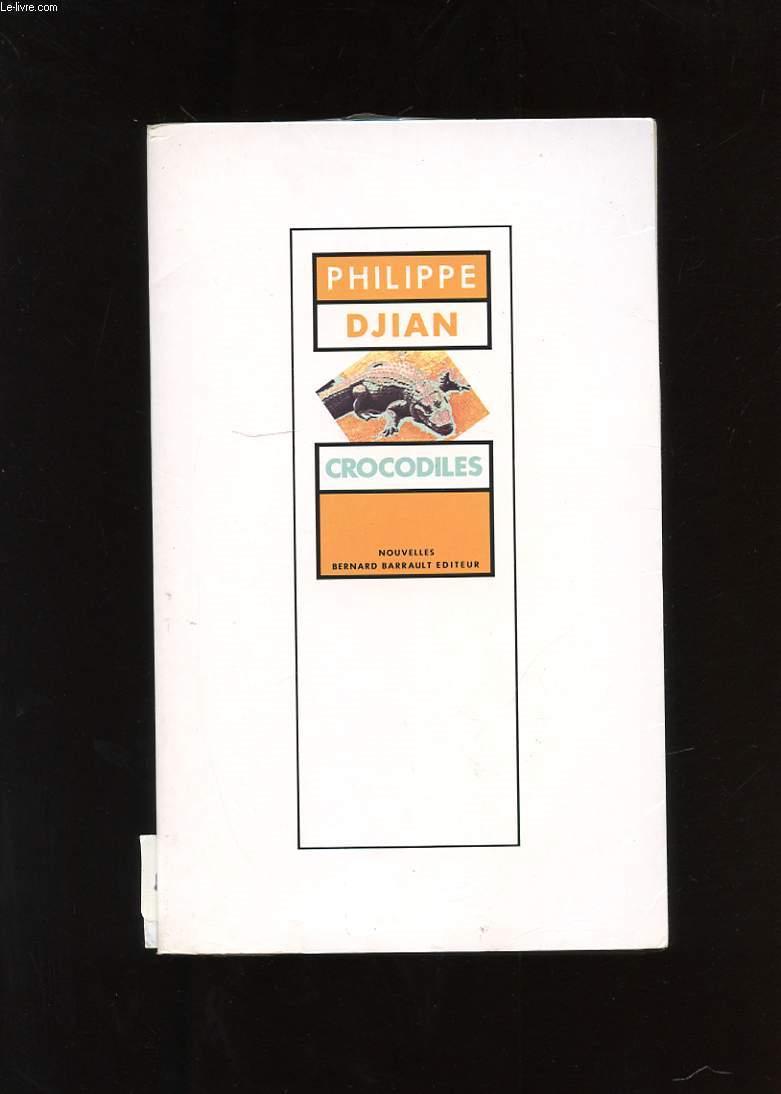 Le-livre.com
PHILIPPE
DJIAN
CROCODILES
NOUVELLES
BERNARD BARRAULT EDITEUR